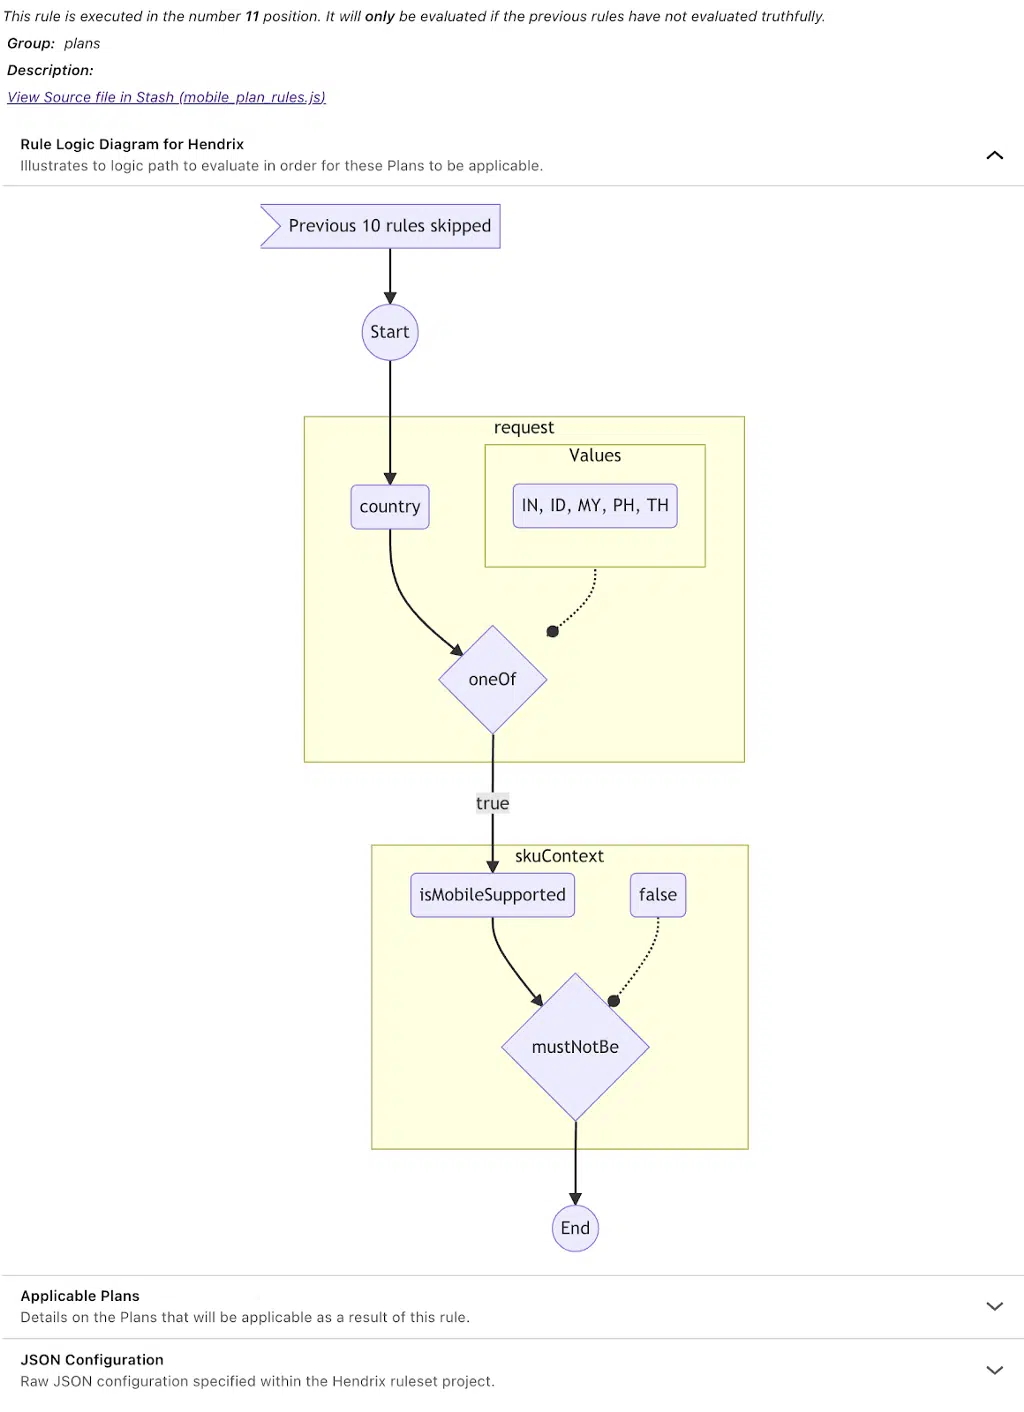 This rule is executed in the number 11 position. It will only be evaluated if the previous rules have not evaluated truthfully.
Group: plans
Description:
View Source file in Stash (mobile_plan_rules.js)
Rule Logic Diagram for Hendrix
Illustrates to logic path to evaluate in order for these Plans to be applicable.
Previous 10 rules skipped
Start
request
Values
country
IN, ID, MY, PH, TH
oneOf
true
skuContext
isMobileSupported
false
mustNotBe
End
Applicable Plans
Details on the Plans that will be applicable as a result of this rule.
JSON Configuration
Raw JSON configuration specified within the Hendrix ruleset project.